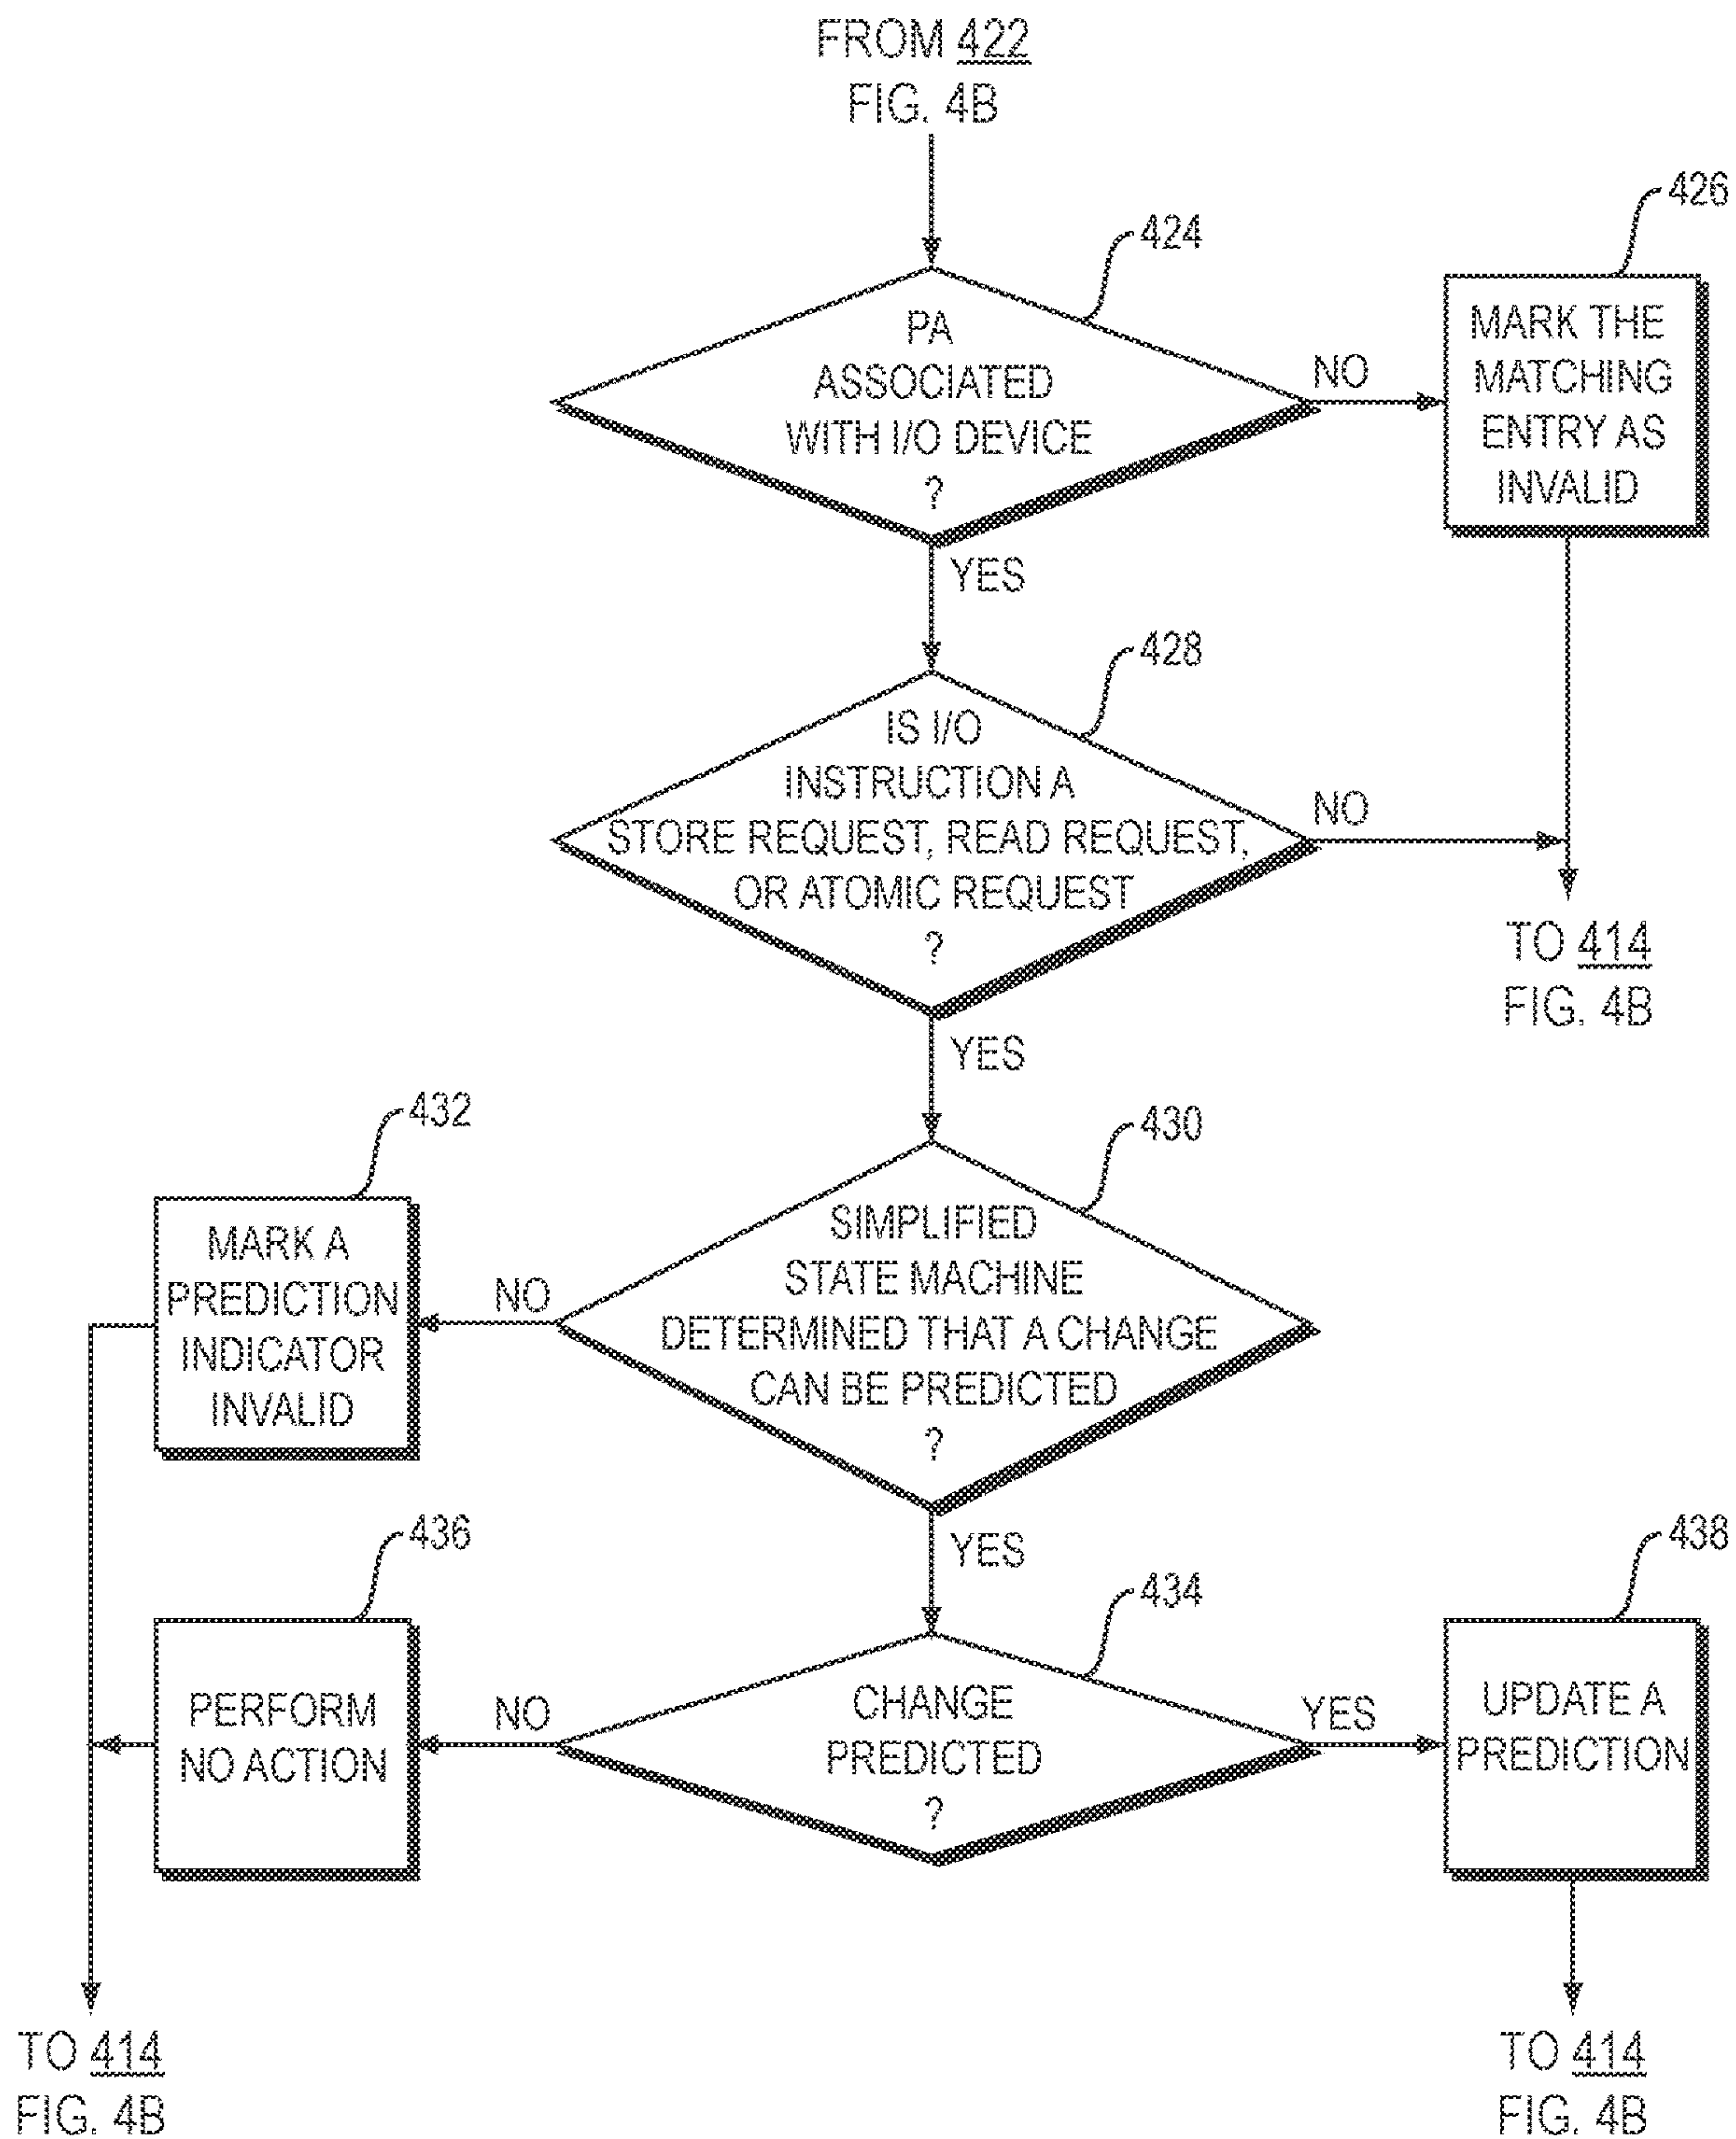 FROM 422
FIG. 4B
426
424
PA
ASSOCIATED
WITH I/O DEVICE
?
NO
MARK THE
MATCHING
ENTRY AS
INVALID
YES
428
IS I/O
INSTRUCTION A
STORE REQUEST, READ REQUEST,
OR ATOMIC REQUEST
?
NO
TO 414
FIG. 4B
YES
432
430
MARK A
PREDICTION
INDICATOR
INVALID
NO
SIMPLIFIED
STATE MACHINE
DETERMINED THAT A CHANGE
CAN BE PREDICTED
?
YES
436
434
438
PERFORM
NO ACTION
NO
CHANGE
PREDICTED
?
YES
UPDATE A
PREDICTION
TO 414
FIG. 4B
TO 414
FIG. 4B